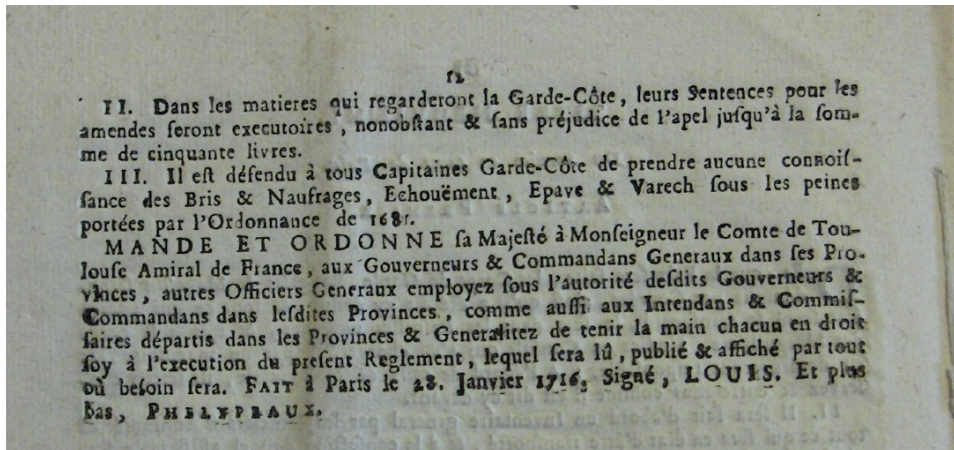 12
II. Dans les matieres qui regarderont la Garde-Côte, leurs Sentences pour les
amendes ſeront executoires, nonobſtant & ſans préjudice de l'apel juſqu'à la ſom-
me de cinquante livres.
III. Il eſt défendu à tous Capitaines Garde-Côte de prendre aucune connoiſ-
ſance des Bris & Naufrages, Echouëment, Epave & Varech ſous les peines
portées par l'Ordonnance de 1681.
MANDE ET ORDONNE ſa Majeſté à Monſeigneur le Comte de Tou-
louſe Amiral de France, aux Gouverneurs & Commandans Generaux dans ſes Pro-
vinces, autres Officiers Generaux employez ſous l'autorité deſdits Gouverneurs &
Commandans dans leſdites Provinces, comme auſſi aux Intendans & Commiſ-
ſaires départis dans les Provinces & Generalitez de tenir la main chacun en droit
ſoy à l'execution du preſent Reglement, lequel ſera lû, publié & affiché par tout
où beſoin ſera. FAIT à Paris le 28. Janvier 1716. Signé, LOUIS. Et plus
bas, PHELYPEAUX.